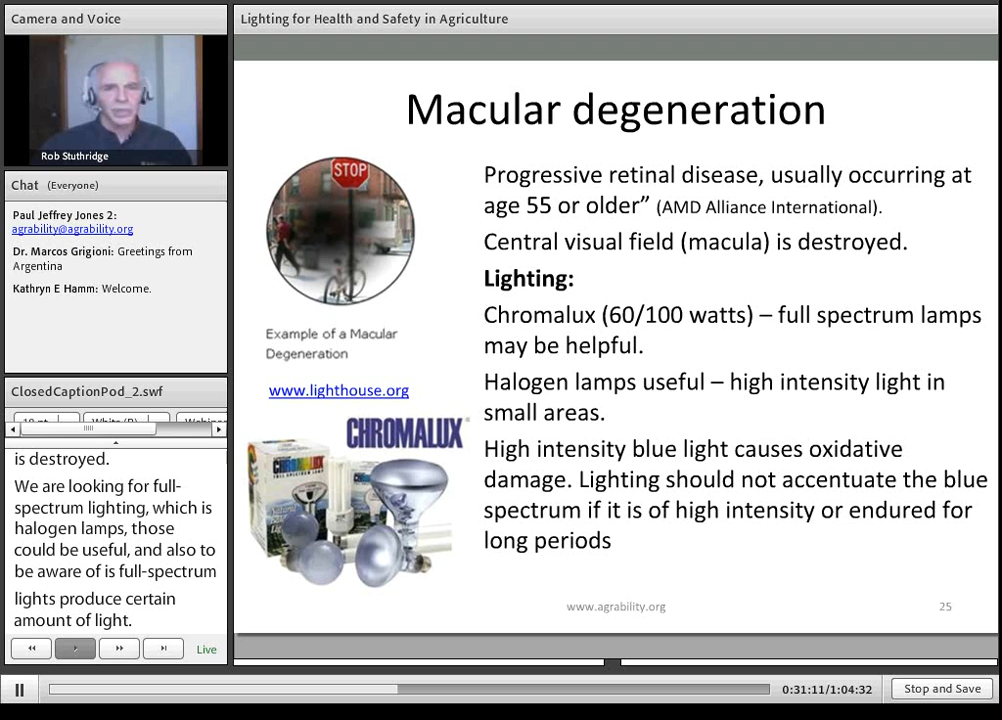 Camera and Voice
Rob Stuthridge
Chat (Everyone)
Paul Jeffrey Jones 2:
agrability@agrability.org
Dr. Marcos Grigioni: Greetings from
Argentina
Kathryn E Hamm: Welcome.
ClosedCaptionPod_2.swf
is destroyed.
We are looking for full-
spectrum lighting, which is
halogen lamps, those
could be useful, and also to
be aware of is full-spectrum
lights produce certain
amount of light.
Live
Lighting for Health and Safety in Agriculture
Macular degeneration
STOP
Example of a Macular
Degeneration
www.lighthouse.org
CHROMALUX
CHROMALUX
Progressive retinal disease, usually occurring at
age 55 or older” (AMD Alliance International).
Central visual field (macula) is destroyed.
Lighting:
Chromalux (60/100 watts) – full spectrum lamps
may be helpful.
Halogen lamps useful – high intensity light in
small areas.
High intensity blue light causes oxidative
damage. Lighting should not accentuate the blue
spectrum if it is of high intensity or endured for
long periods
www.agrability.org
25
0:31:11/1:04:32
Stop and Save